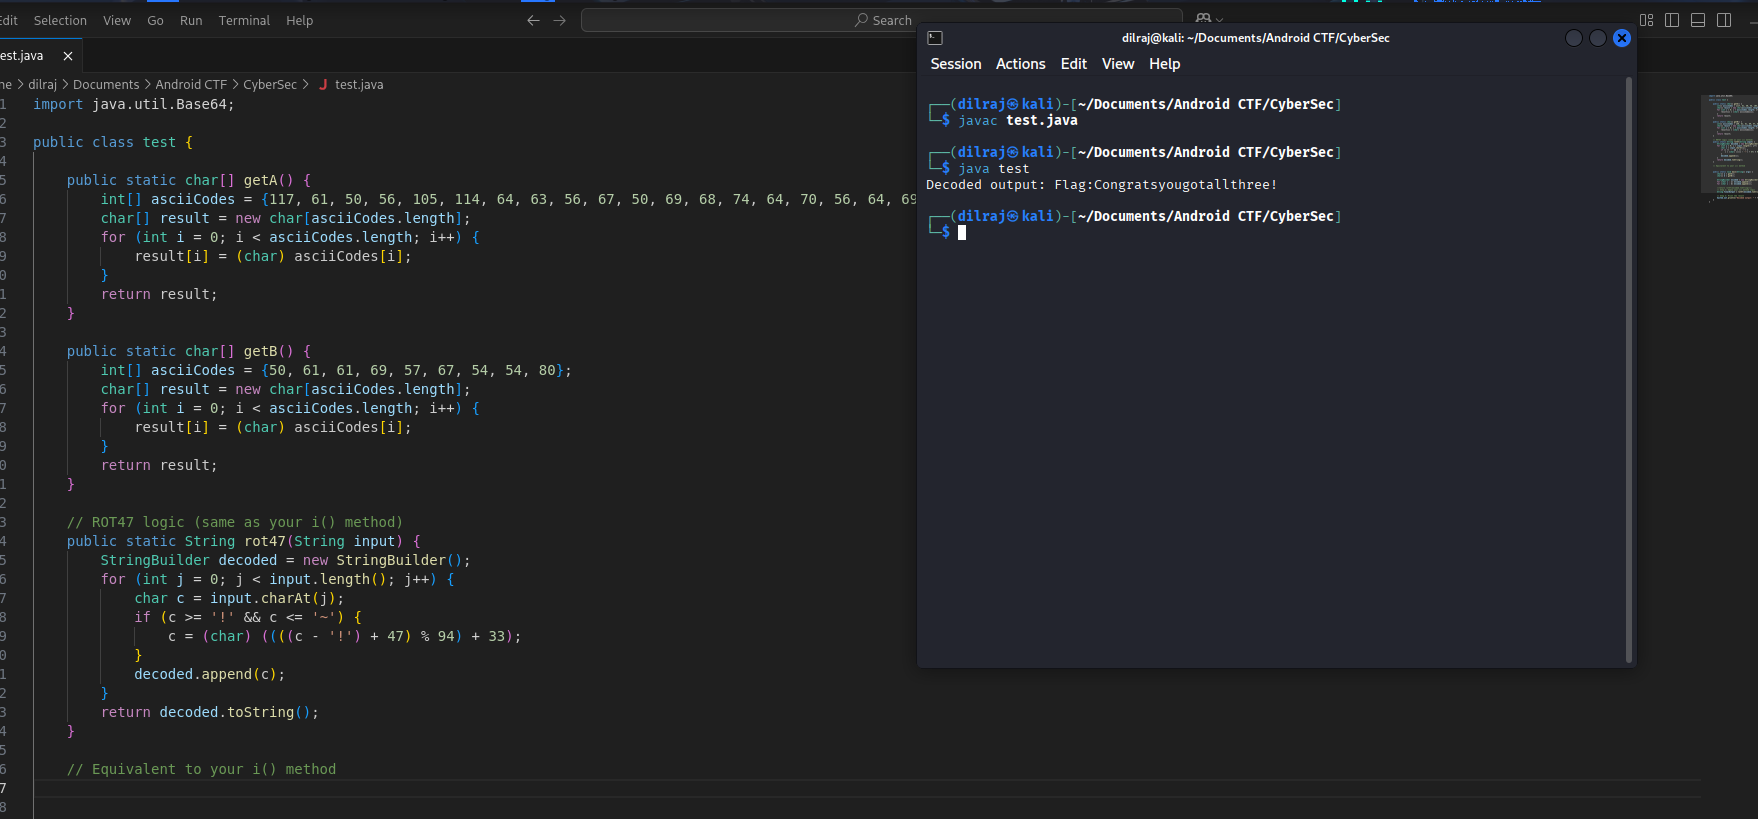 Edit Selection View Go Run Terminal Help
Search
est.java
dilraj > Documents > Android CTF > CyberSec > J test.java
1 import java.util.Base64;
2
3 public class test {
4
5 public static char[] getA() {
6 int[] asciiCodes = {117, 61, 50, 56, 105, 114, 64, 63, 56, 67, 50, 69, 68, 74, 64, 70, 56, 64, 69
7 char[] result = new char[asciiCodes.length];
8 for (int i = 0; i < asciiCodes.length; i++) {
9 result[i] = (char) asciiCodes[i];
0 }
1 return result;
2 }
3
4 public static char[] getB() {
5 int[] asciiCodes = {50, 61, 61, 69, 57, 67, 54, 54, 80};
6 char[] result = new char[asciiCodes.length];
7 for (int i = 0; i < asciiCodes.length; i++) {
8 result[i] = (char) asciiCodes[i];
9 }
0 return result;
1 }
2
3 // ROT47 logic (same as your i() method)
4 public static String rot47(String input) {
5 StringBuilder decoded = new StringBuilder();
6 for (int j = 0; j < input.length(); j++) {
7 char c = input.charAt(j);
8 if (c >= '!' && c <= '~') {
9 c = (char) ((((c - '!') + 47) % 94) + 33);
0 }
1 decoded.append(c);
2 }
3 return decoded.toString();
4 }
5
6 // Equivalent to your i() method
7
8
dilraj@kali: ~/Documents/Android CTF/CyberSec
Session Actions Edit View Help
┌──(dilraj㉿kali)-[~/Documents/Android CTF/CyberSec]
└─$ javac test.java
┌──(dilraj㉿kali)-[~/Documents/Android CTF/CyberSec]
└─$ java test
Decoded output: Flag:Congratsyougotallthree!
┌──(dilraj㉿kali)-[~/Documents/Android CTF/CyberSec]
└─$